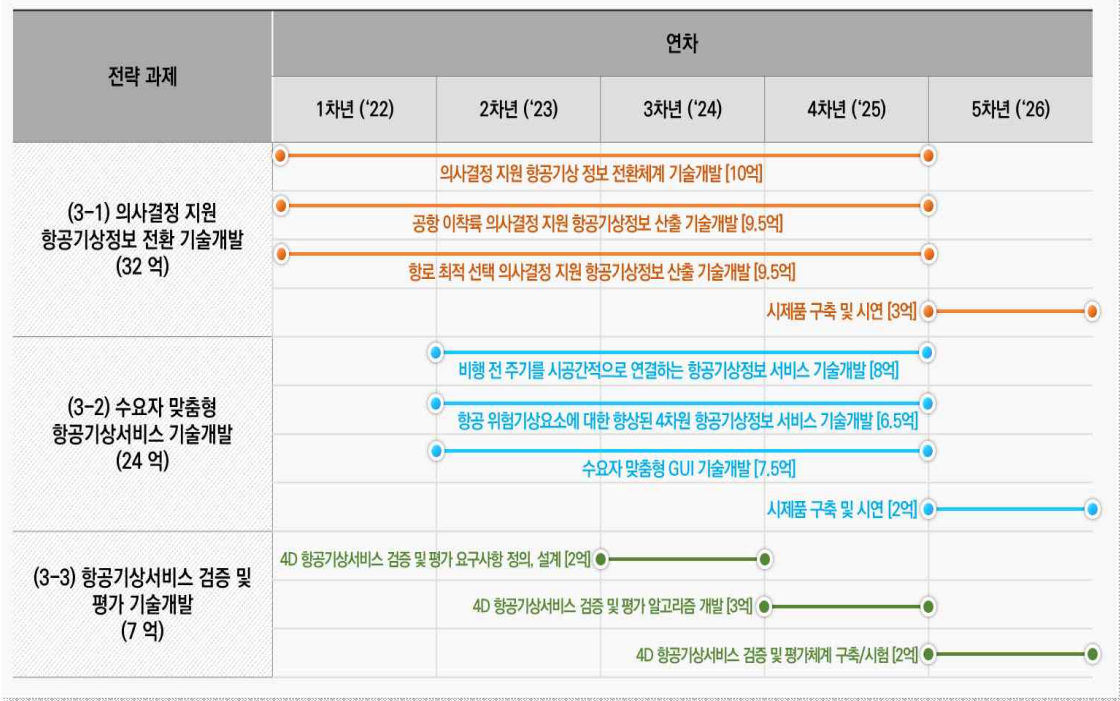 전략 과제
연차
1차년 (‘22)
2차년 (‘23)
3차년 (‘24)
4차년 (‘25)
5차년 (‘26)
(3-1) 의사결정 지원
항공기상정보 전환 기술개발
(32 억)
의사결정 지원 항공기상 정보 전환체계 기술개발 [10억]
공항 이착륙 의사결정 지원 항공기상정보 산출 기술개발 [9.5억]
항로 최적 선택 의사결정 지원 항공기상정보 산출 기술개발 [9.5억]
시제품 구축 및 시연 [3억]
(3-2) 수요자 맞춤형
항공기상서비스 기술개발
(24 억)
비행 전 주기를 시공간적으로 연결하는 항공기상정보 서비스 기술개발 [8억]
항공 위험기상요소에 대한 향상된 4차원 항공기상정보 서비스 기술개발 [6.5억]
수요자 맞춤형 GUI 기술개발 [7.5억]
시제품 구축 및 시연 [2억]
(3-3) 항공기상서비스 검증 및
평가 기술개발
(7 억)
4D 항공기상서비스 검증 및 평가 요구사항 정의, 설계 [2억]
4D 항공기상서비스 검증 및 평가 알고리즘 개발 [3억]
4D 항공기상서비스 검증 및 평가체계 구축/시험 [2억]